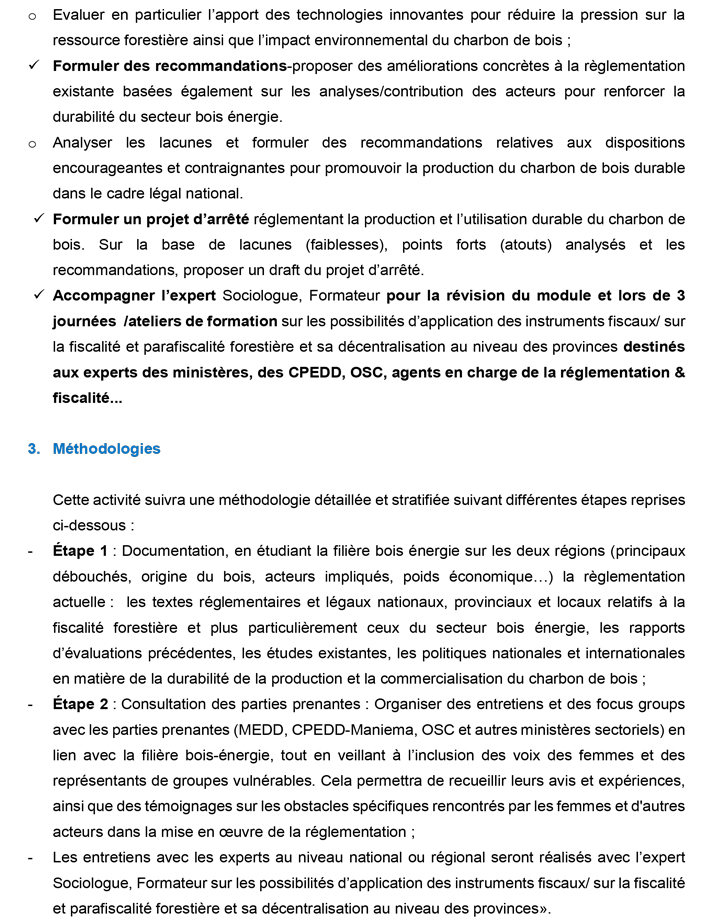 o Evaluer en particulier l’apport des technologies innovantes pour réduire la pression sur la
ressource forestière ainsi que l’impact environnemental du charbon de bois ;
✓ Formuler des recommandations-proposer des améliorations concrètes à la règlementation
existante basées également sur les analyses/contribution des acteurs pour renforcer la
durabilité du secteur bois énergie.
o Analyser les lacunes et formuler des recommandations relatives aux dispositions
encourageantes et contraignantes pour promouvoir la production du charbon de bois durable
dans le cadre légal national.
✓ Formuler un projet d’arrêté réglementant la production et l’utilisation durable du charbon de
bois. Sur la base de lacunes (faiblesses), points forts (atouts) analysés et les
recommandations, proposer un draft du projet d’arrêté.
✓ Accompagner l’expert Sociologue, Formateur pour la révision du module et lors de 3
journées /ateliers de formation sur les possibilités d’application des instruments fiscaux/ sur
la fiscalité et parafiscalité forestière et sa décentralisation au niveau des provinces destinés
aux experts des ministères, des CPEDD, OSC, agents en charge de la réglementation &
fiscalité...
3. Méthodologies
Cette activité suivra une méthodologie détaillée et stratifiée suivant différentes étapes reprises
ci-dessous :
- Étape 1 : Documentation, en étudiant la filière bois énergie sur les deux régions (principaux
débouchés, origine du bois, acteurs impliqués, poids économique…) la règlementation
actuelle : les textes réglementaires et légaux nationaux, provinciaux et locaux relatifs à la
fiscalité forestière et plus particulièrement ceux du secteur bois énergie, les rapports
d’évaluations précédentes, les études existantes, les politiques nationales et internationales
en matière de la durabilité de la production et la commercialisation du charbon de bois ;
- Étape 2 : Consultation des parties prenantes : Organiser des entretiens et des focus groups
avec les parties prenantes (MEDD, CPEDD-Maniema, OSC et autres ministères sectoriels) en
lien avec la filière bois-énergie, tout en veillant à l’inclusion des voix des femmes et des
représentants de groupes vulnérables. Cela permettra de recueillir leurs avis et expériences,
ainsi que des témoignages sur les obstacles spécifiques rencontrés par les femmes et d'autres
acteurs dans la mise en œuvre de la réglementation ;
- Les entretiens avec les experts au niveau national ou régional seront réalisés avec l’expert
Sociologue, Formateur sur les possibilités d’application des instruments fiscaux/ sur la fiscalité
et parafiscalité forestière et sa décentralisation au niveau des provinces».